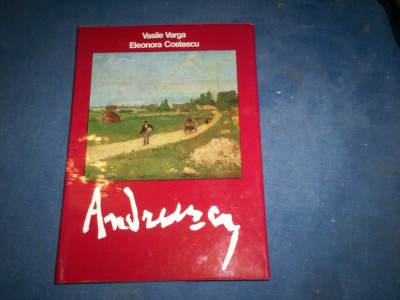 Vasile Varga
Eleonora Costescu
Andreescu